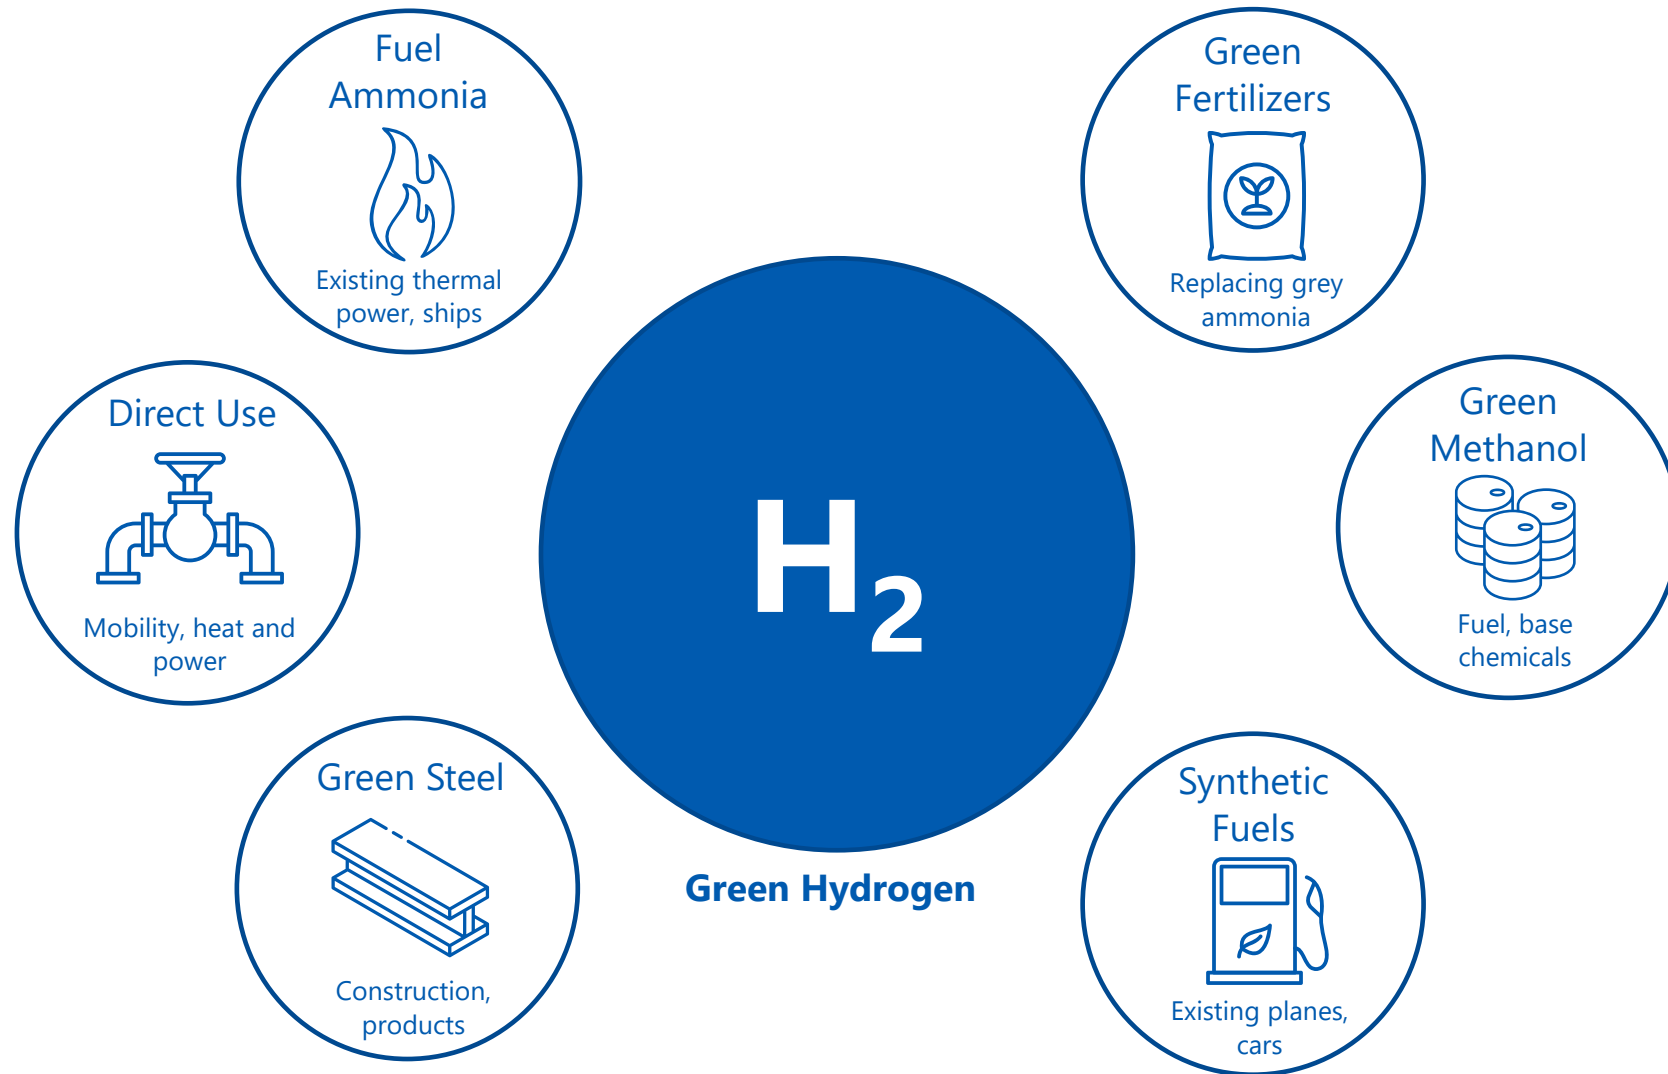 Fuel
Ammonia
Existing thermal
power, ships
Green
Fertilizers
Replacing grey
ammonia
Direct Use
Mobility, heat and
power
H₂
Green Hydrogen
Green
Methanol
Fuel, base
chemicals
Green Steel
Construction,
products
Synthetic
Fuels
Existing planes,
cars